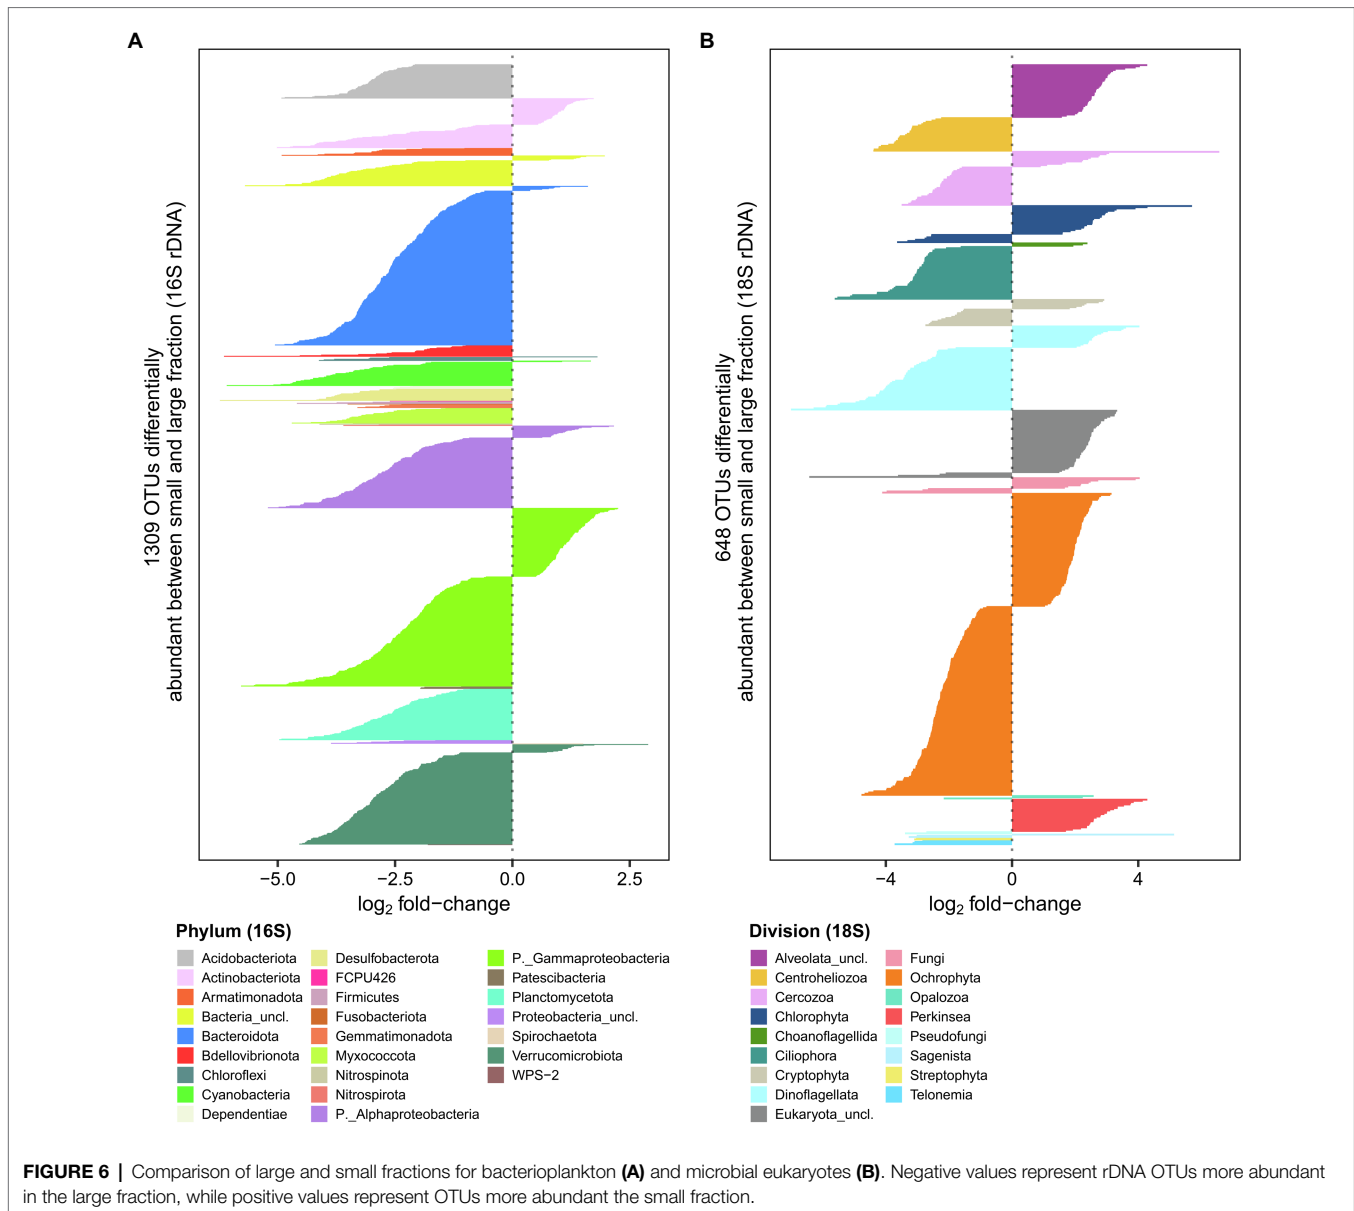 A
B
1309 OTUs differentially
abundant between small and large fraction (16S rDNA)
648 OTUs differentially
abundant between small and large fraction (18S rDNA)
−5.0 −2.5 0.0 2.5
log2 fold−change
−4 0 4
log2 fold−change
Phylum (16S)
Acidobacteriota
Actinobacteriota
Armatimonadota
Bacteria_uncl.
Bacteroidota
Bdellovibrionota
Chloroflexi
Cyanobacteria
Dependentiae
Desulfobacterota
FCPU426
Firmicutes
Fusobacteriota
Gemmatimonadota
Myxococcota
Nitrospinota
Nitrospirota
P._Alphaproteobacteria
P._Gammaproteobacteria
Patescibacteria
Planctomycetota
Proteobacteria_uncl.
Spirochaetota
Verrucomicrobiota
WPS−2
Division (18S)
Alveolata_uncl.
Centroheliozoa
Cercozoa
Chlorophyta
Choanoflagellida
Ciliophora
Cryptophyta
Dinoflagellata
Eukaryota_uncl.
Fungi
Ochrophyta
Opalozoa
Perkinsea
Pseudofungi
Sagenista
Streptophyta
Telonemia
FIGURE 6 | Comparison of large and small fractions for bacterioplankton (A) and microbial eukaryotes (B). Negative values represent rDNA OTUs more abundant
in the large fraction, while positive values represent OTUs more abundant the small fraction.